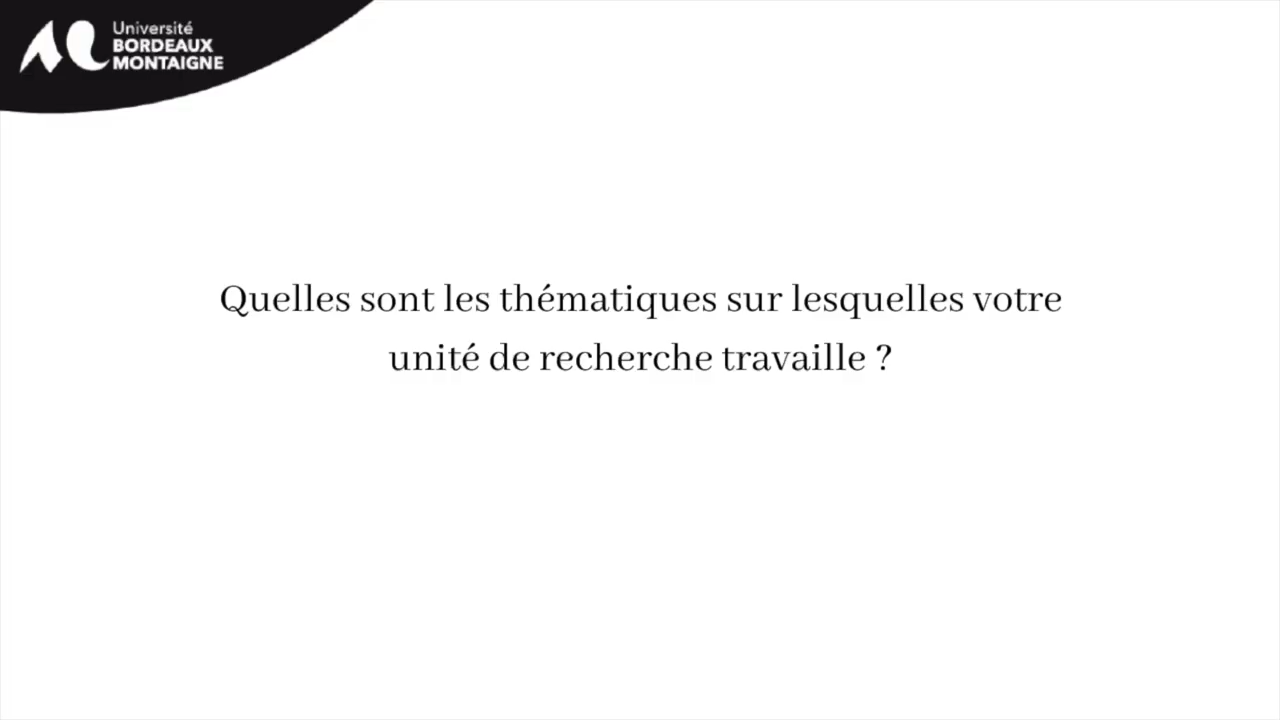 Université
BORDEAUX
MONTAIGNE
Quelles sont les thématiques sur lesquelles votre
unité de recherche travaille ?